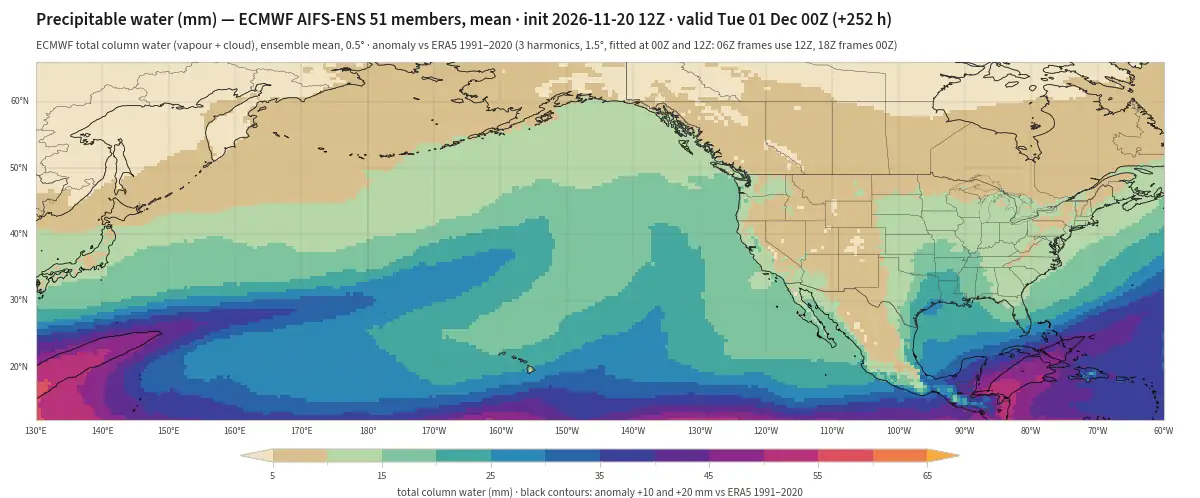 Precipitable water (mm) — ECMWF AIFS-ENS 51 members, mean · init 2026-11-20 12Z · valid Tue 01 Dec 00Z (+252 h)
ECMWF total column water (vapour + cloud), ensemble mean, 0.5° · anomaly vs ERA5 1991–2020 (3 harmonics, 1.5°, fitted at 00Z and 12Z: 06Z frames use 12Z, 18Z frames 00Z)
60°N
50°N
40°N
30°N
20°N
130°E 140°E 150°E 160°E 170°E 180° 170°W 160°W 150°W 140°W 130°W 120°W 110°W 100°W 90°W 80°W 70°W 60°W
5 15 25 35 45 55 65
total column water (mm) · black contours: anomaly +10 and +20 mm vs ERA5 1991–2020